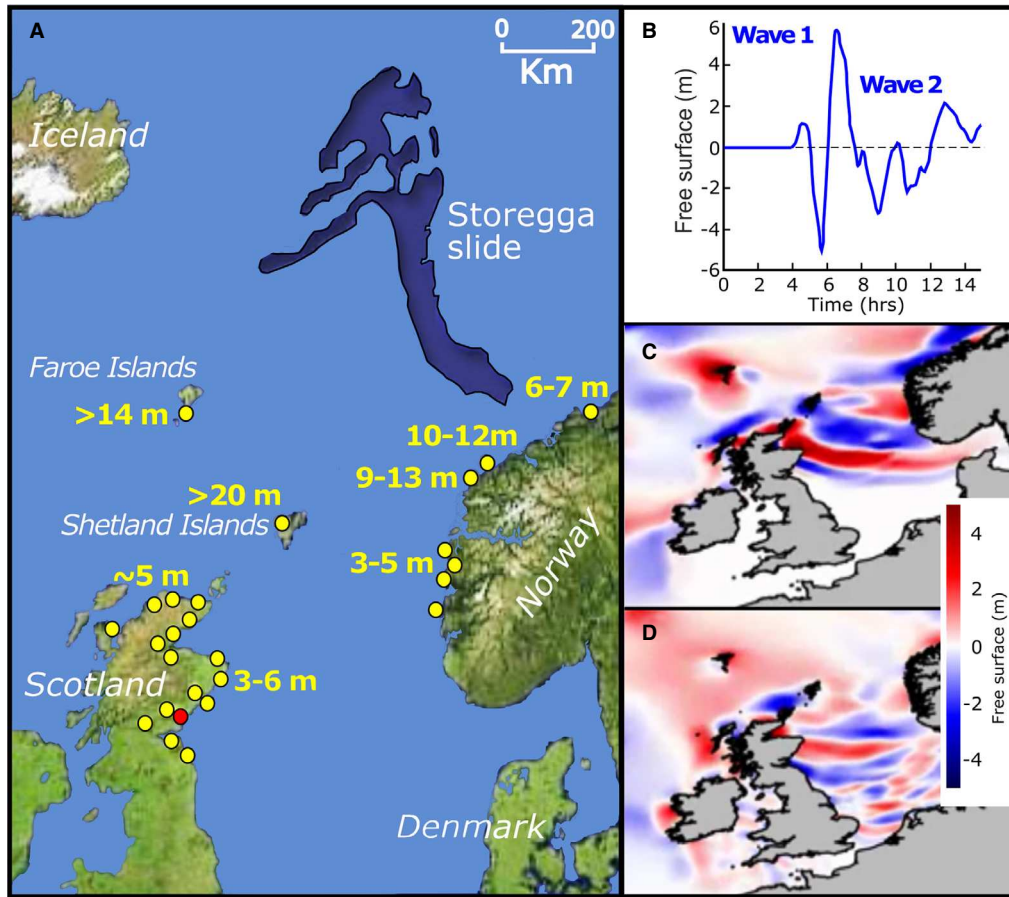 A
0 200
Km
Iceland
Storegga
slide
Faroe Islands
>14 m
6-7 m
10-12m
9-13 m
>20 m
Shetland Islands
3-5 m
Norway
~5 m
Scotland
3-6 m
Denmark
B
Wave 1
Wave 2
Free surface (m)
6
4
2
0
-2
-4
-6
0 2 4 6 8 10 12 14
Time (hrs)
C
D
4
2
0
-2
-4
Free surface (m)